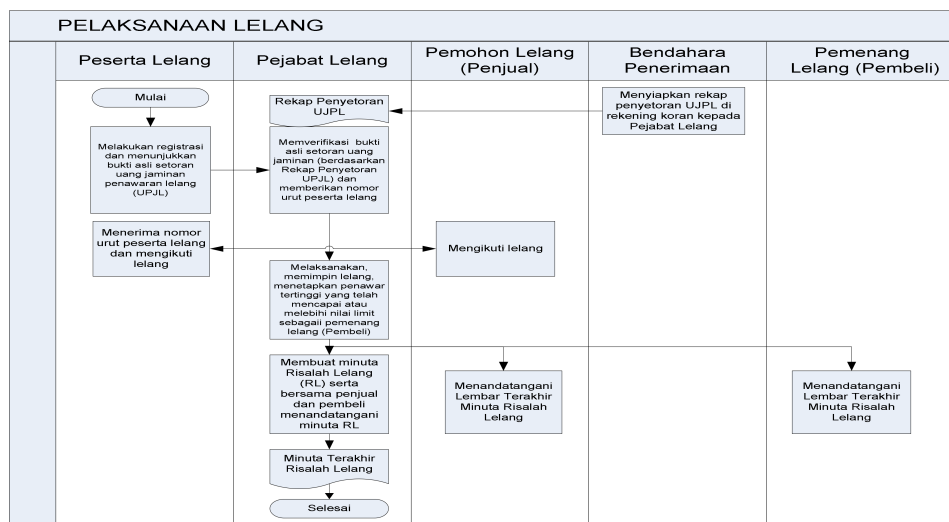 PELAKSANAAN LELANG
Peserta Lelang
Pejabat Lelang
Pemohon Lelang
(Penjual)
Bendahara
Penerimaan
Pemenang
Lelang (Pembeli)
Mulai
Rekap Penyetoran
UJPL
Menyiapkan rekap
penyetoran UJPL di
rekening koran kepada
Pejabat Lelang
Melakukan registrasi
dan menunjukkan
bukti asli setoran
uang jaminan
penawaran lelang
(UPJL)
Memverifikasi bukti
asli setoran uang
jaminan (berdasarkan
Rekap Penyetoran
UPJL) dan
memberikan nomor
urut peserta lelang
Menerima nomor
urut peserta lelang
dan mengikuti
lelang
Mengikuti lelang
Melaksanakan,
memimpin lelang,
menetapkan penawar
tertinggi yang telah
mencapai atau
melebihi nilai limit
sebagaii pemenang
lelang (Pembeli)
Membuat minuta
Risalah Lelang
(RL) serta
bersama penjual
dan pembeli
menandatangani
minuta RL
Menandatangani
Lembar Terakhir
Minuta Risalah
Lelang
Menandatangani
Lembar Terakhir
Minuta Risalah
Lelang
Minuta Terakhir
Risalah Lelang
Selesai